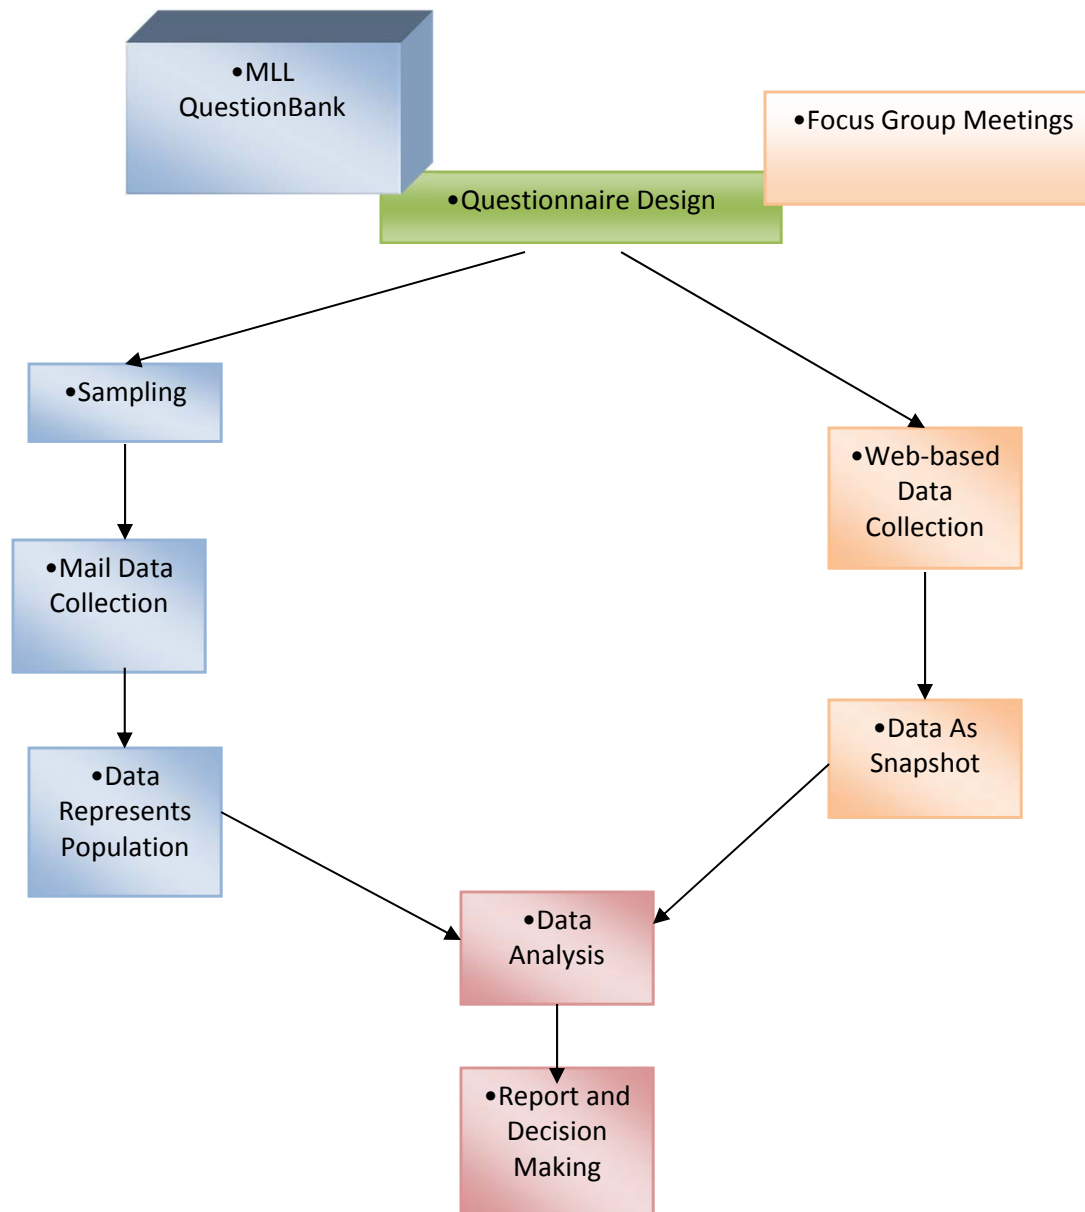 •MLL
QuestionBank
•Focus Group Meetings
•Questionnaire Design
•Sampling
•Web-based
Data
Collection
•Mail Data
Collection
•Data As
Snapshot
•Data
Represents
Population
•Data
Analysis
•Report and
Decision
Making